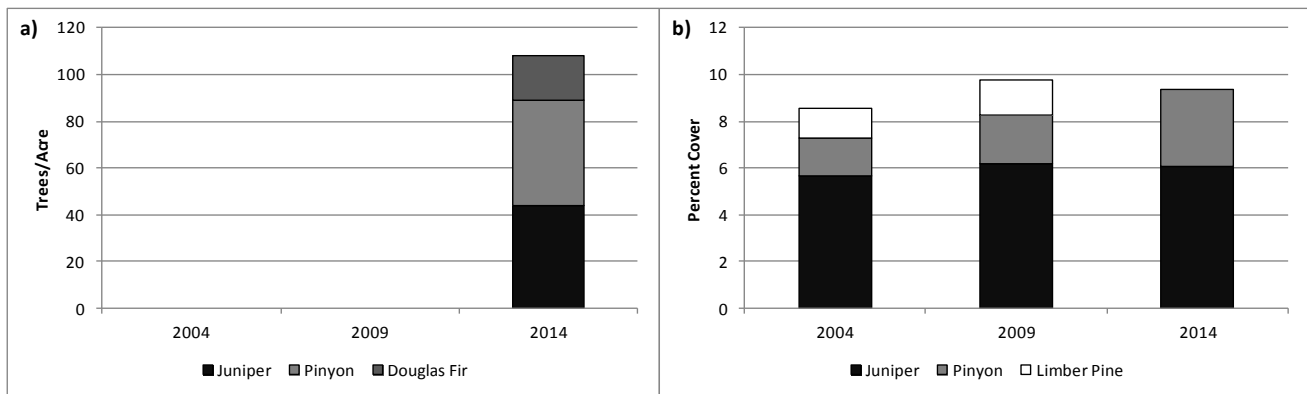 a)
Trees/Acre
120
100
80
60
40
20
0
2004 2009 2014
Juniper Pinyon Douglas Fir
b)
Percent Cover
12
10
8
6
4
2
0
2004 2009 2014
Juniper Pinyon Limber Pine